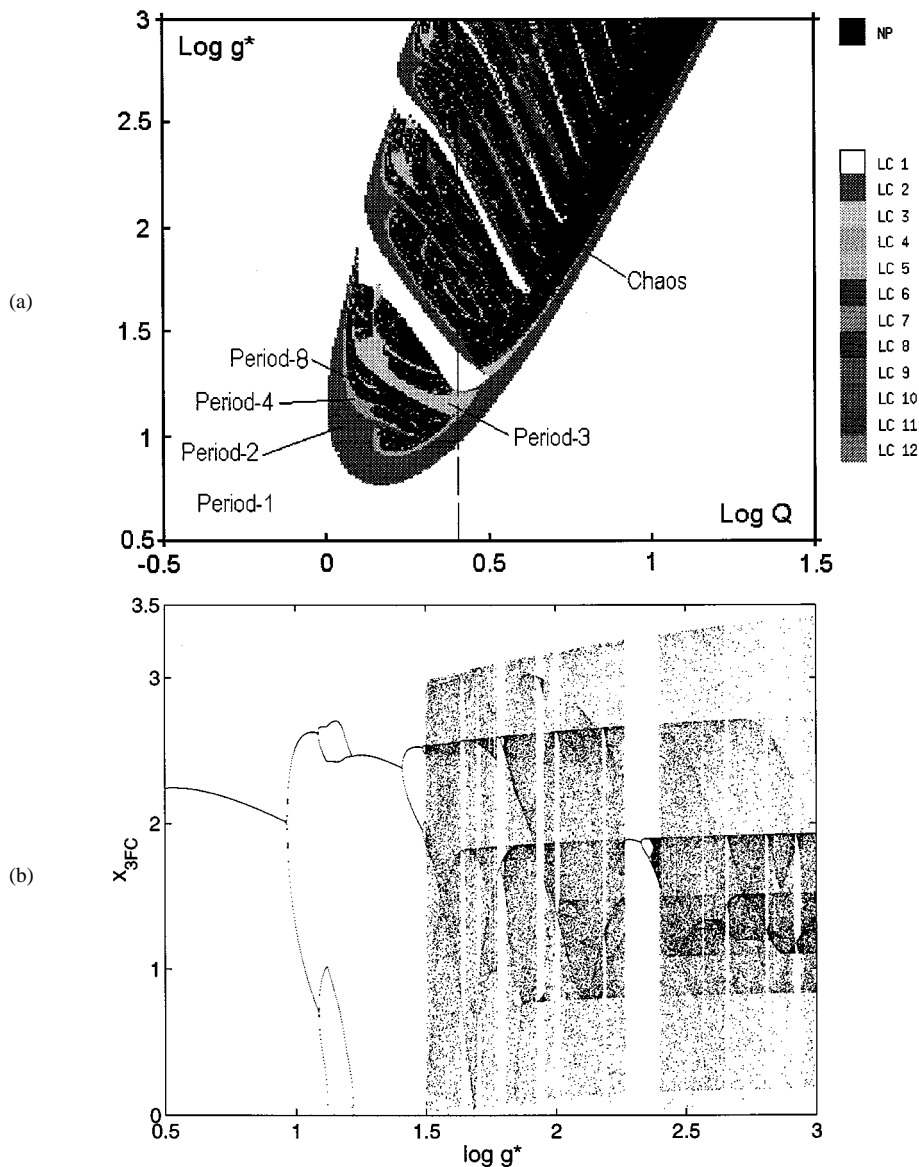 (a)
Log g*
3
2.5
2
1.5
1
0.5
-0.5
0
0.5
1
1.5
Log Q
Period-8
Period-4
Period-2
Period-1
Period-3
Chaos
NP
LC 1
LC 2
LC 3
LC 4
LC 5
LC 6
LC 7
LC 8
LC 9
LC 10
LC 11
LC 12
(b)
X3FC
3.5
3
2
1
0
0.5
1
1.5
2
2.5
3
log g*